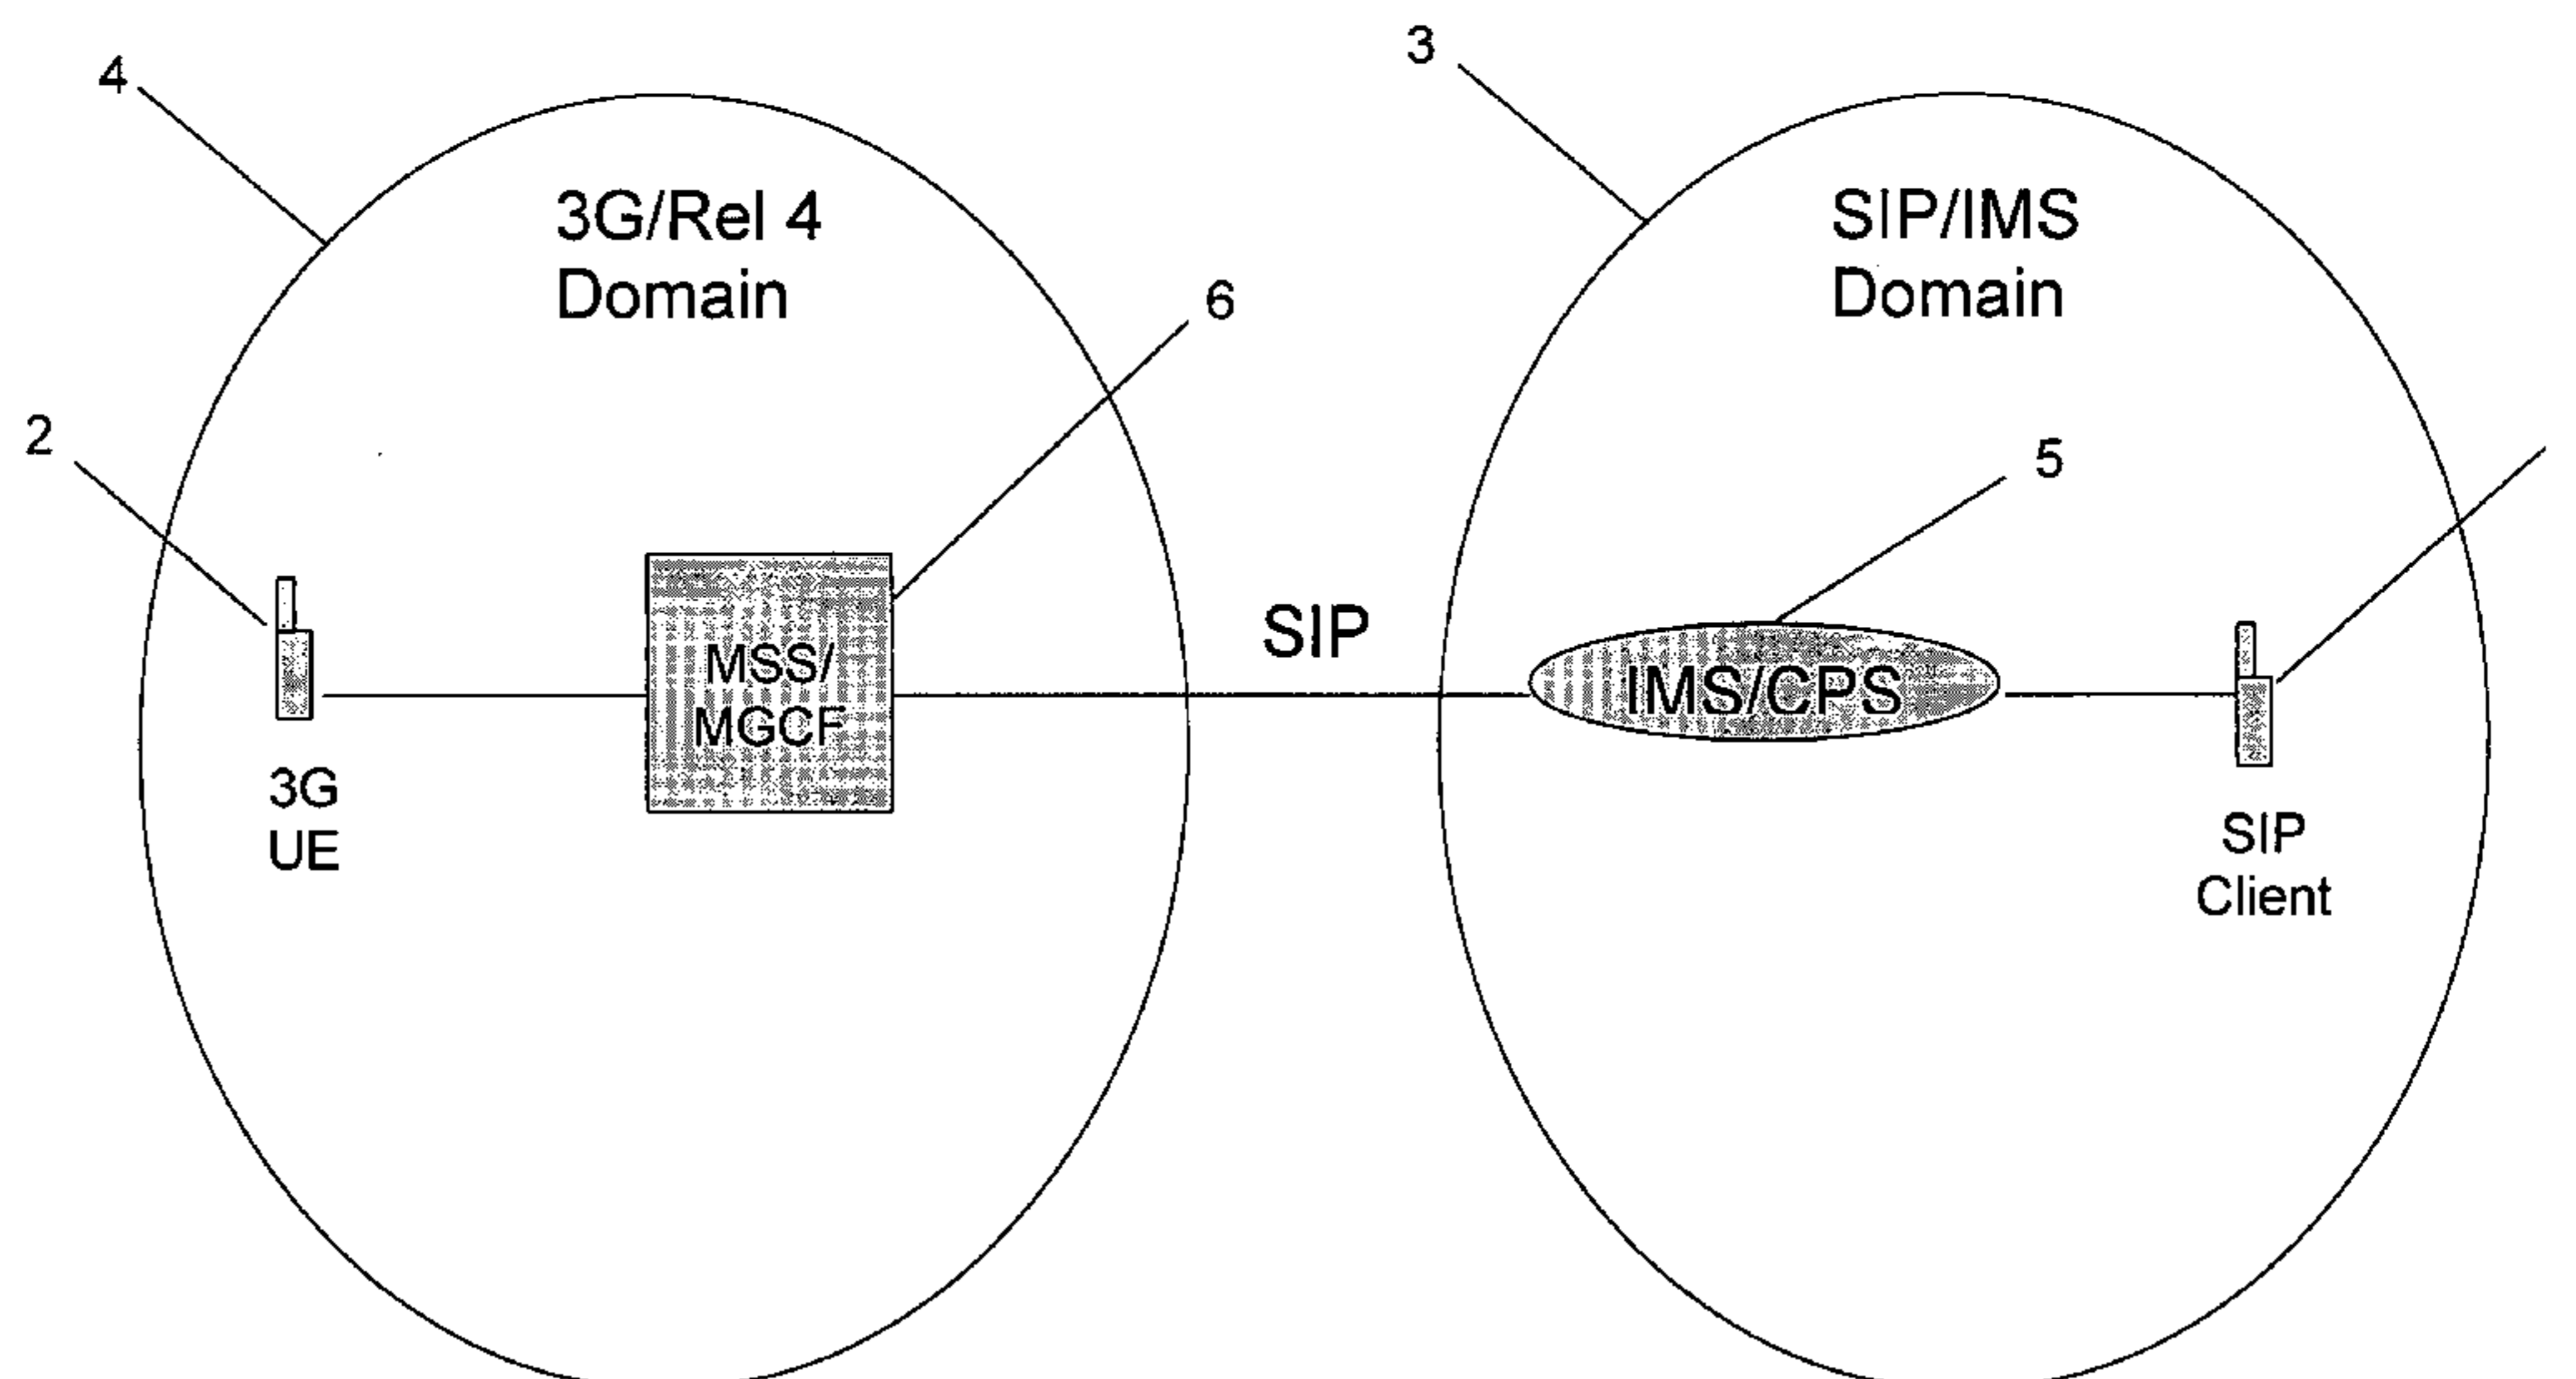 4
3
3G/Rel 4
Domain
SIP/IMS
Domain
6
2
5
SIP
MSS/
MGCF
IMS/CPS
3G
UE
SIP
Client